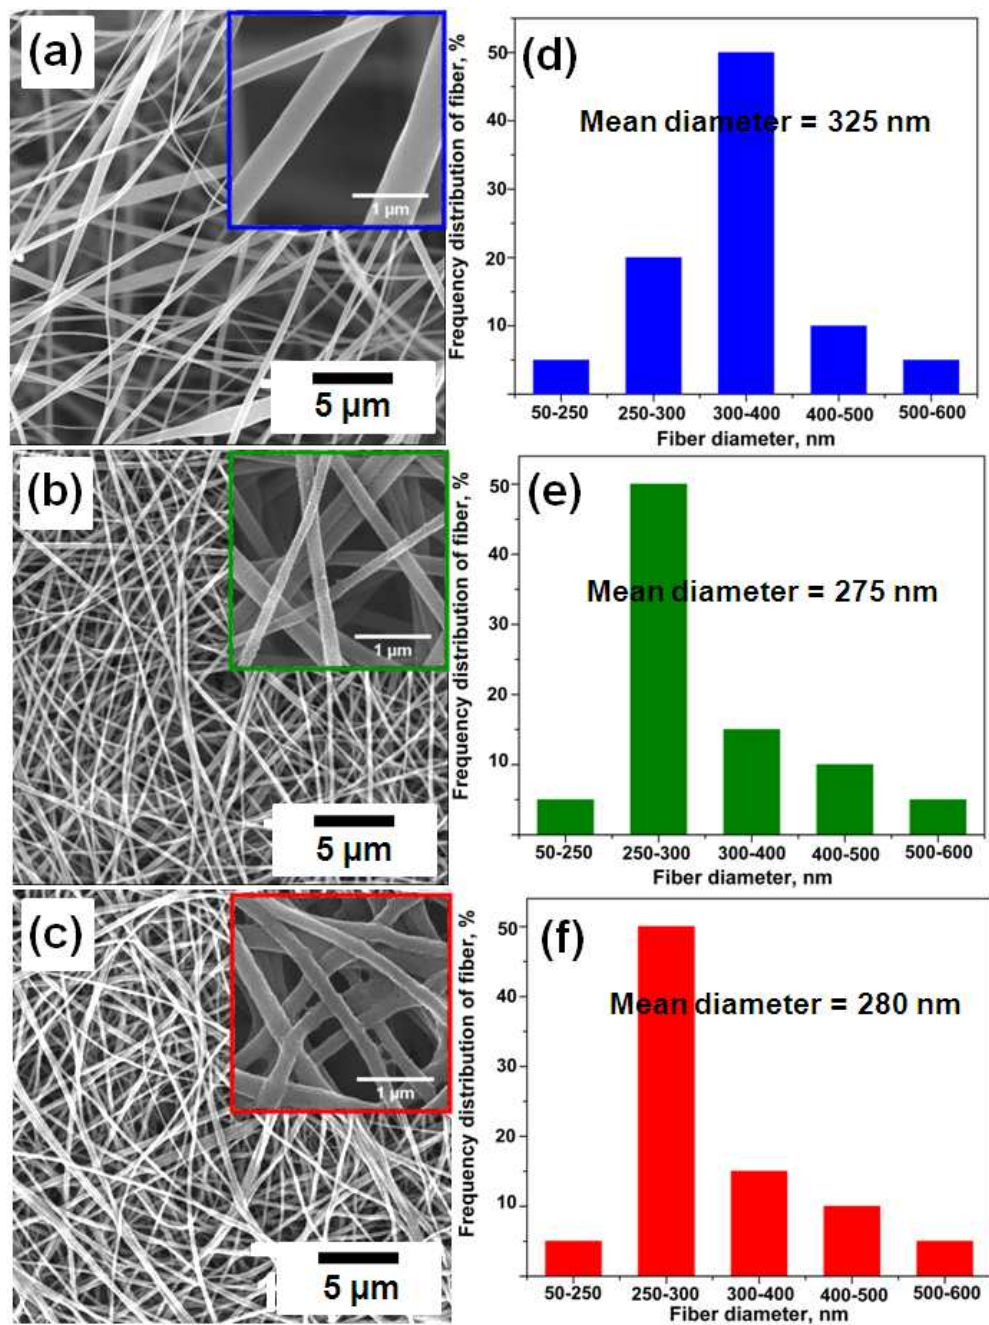 (a)
1 µm
5 µm
(d)
Frequency distribution of fiber, %
50
40
30
20
10
Mean diameter = 325 nm
50-250 250-300 300-400 400-500 500-600
Fiber diameter, nm
(b)
1 µm
5 µm
(e)
Frequency distribution of fiber, %
50
40
30
20
10
Mean diameter = 275 nm
50-250 250-300 300-400 400-500 500-600
Fiber diameter, nm
(c)
1 µm
5 µm
(f)
Frequency distribution of fiber, %
50
40
50
20
10
Mean diameter = 280 nm
50-250 250-300 300-400 400-500 500-600
Fiber diameter, nm